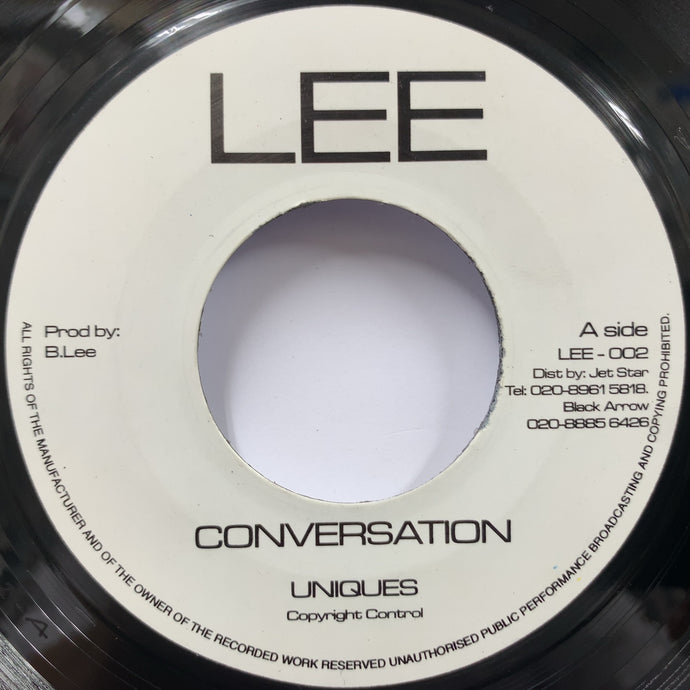 LEE
Prod by:
B.Lee
A side
LEE - 002
Dist by: Jet Star
Tel: 020-8961 5818.
Black Arrow
020-8885 6426
CONVERSATION
UNIQUES
Copyright Control
ALL RIGHTS OF THE MANUFACTURER AND OF THE OWNER OF THE RECORDED WORK RESERVED UNAUTHORISED PUBLIC PERFORMANCE BROADCASTING AND COPYING PROHIBITED.